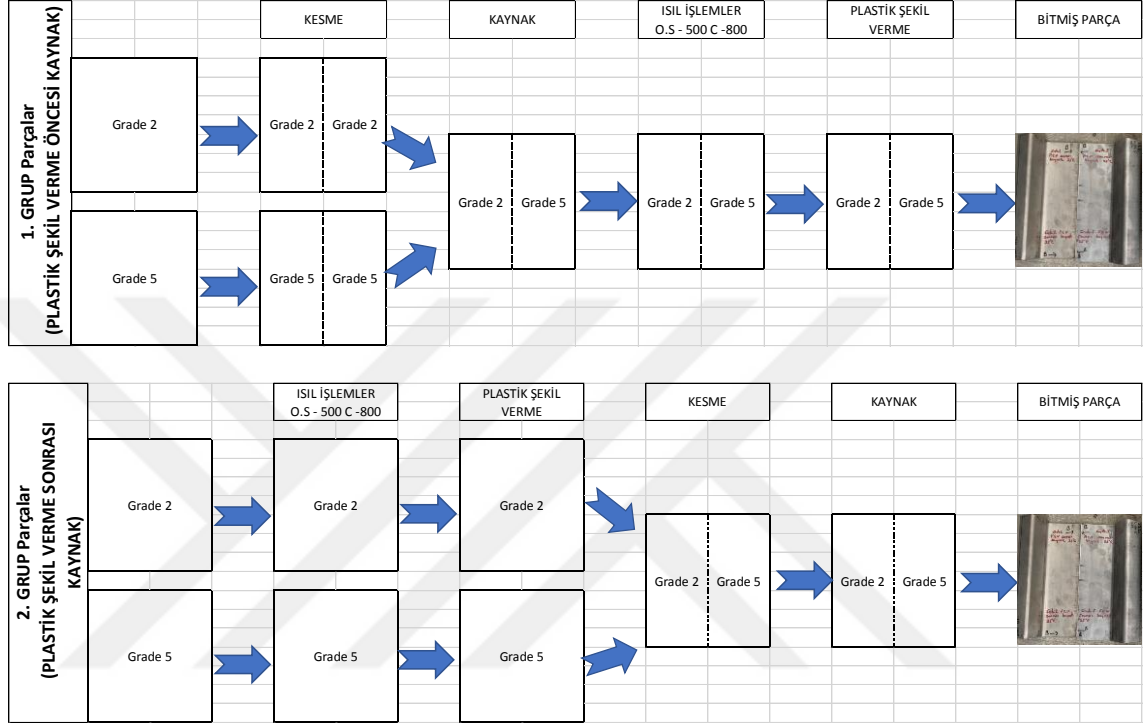 KESME
KAYNAK
ISIL İŞLEMLER
O.S - 500 C -800
PLASTİK ŞEKİL
VERME
BİTMİŞ PARÇA
1. GRUP Parçalar
(PLASTİK ŞEKİL VERME ÖNCESİ KAYNAK)
Grade 2
Grade 2
Grade 2
Grade 5
Grade 5
Grade 5
Grade 2
Grade 5
Grade 2
Grade 5
Grade 2
Grade 5
ISIL İŞLEMLER
O.S - 500 C -800
PLASTİK ŞEKİL
VERME
KESME
KAYNAK
BİTMİŞ PARÇA
2. GRUP Parçalar
(PLASTİK ŞEKİL VERME SONRASI
KAYNAK)
Grade 2
Grade 2
Grade 2
Grade 5
Grade 5
Grade 5
Grade 2
Grade 5
Grade 2
Grade 5